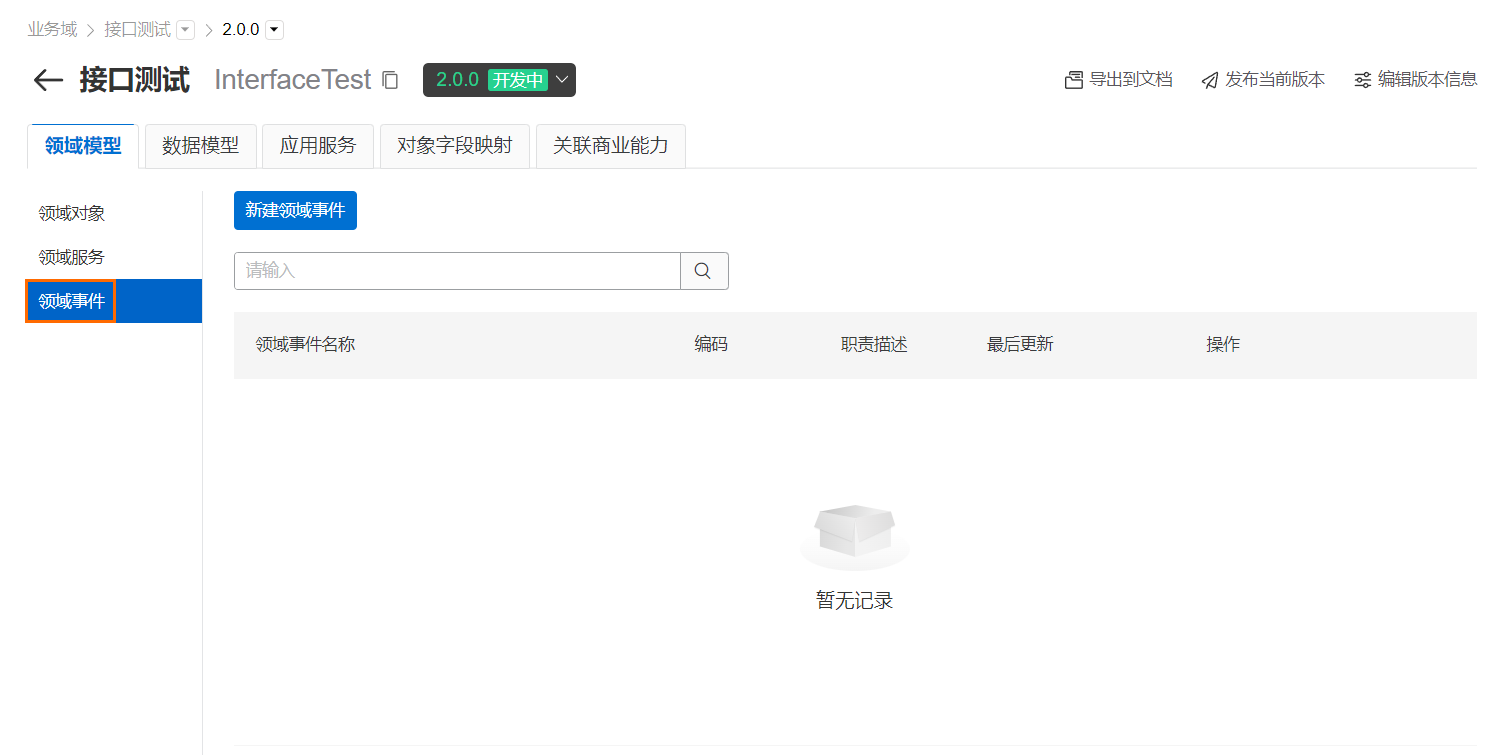 业务域 接口测试 2.0.0
接口测试 InterfaceTest 2.0.0 开发中 导出到文档 发布当前版本 编辑版本信息
领域模型 数据模型 应用服务 对象字段映射 关联商业能力
领域对象
领域服务
领域事件
新建领域事件
请输入
领域事件名称 编码 职责描述 最后更新 操作
暂无记录